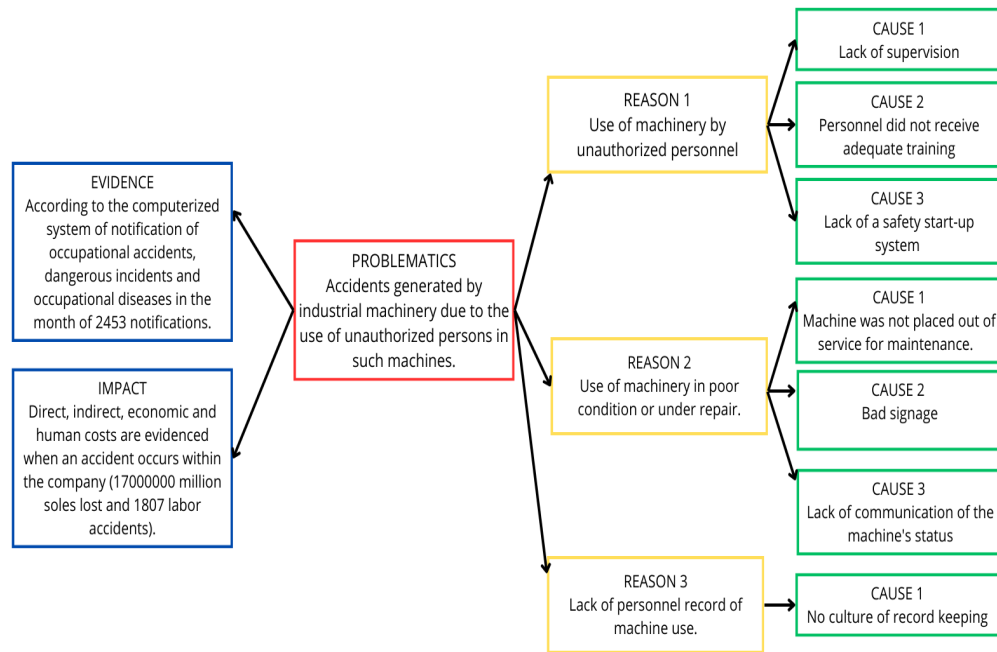 EVIDENCE
According to the computerized
system of notification of
occupational accidents,
dangerous incidents and
occupational diseases in the
month of 2453 notifications.
IMPACT
Direct, indirect, economic and
human costs are evidenced
when an accident occurs within
the company (17000000 million
soles lost and 1807 labor
accidents).
PROBLEMATICS
Accidents generated by
industrial machinery due to the
use of unauthorized persons in
such machines.
REASON 1
Use of machinery by
unauthorized personnel
CAUSE 1
Lack of supervision
CAUSE 2
Personnel did not receive
adequate training
CAUSE 3
Lack of a safety start-up
system
REASON 2
Use of machinery in poor
condition or under repair.
CAUSE 1
Machine was not placed out of
service for maintenance.
CAUSE 2
Bad signage
CAUSE 3
Lack of communication of the
machine's status
REASON 3
Lack of personnel record of
machine use.
CAUSE 1
No culture of record keeping